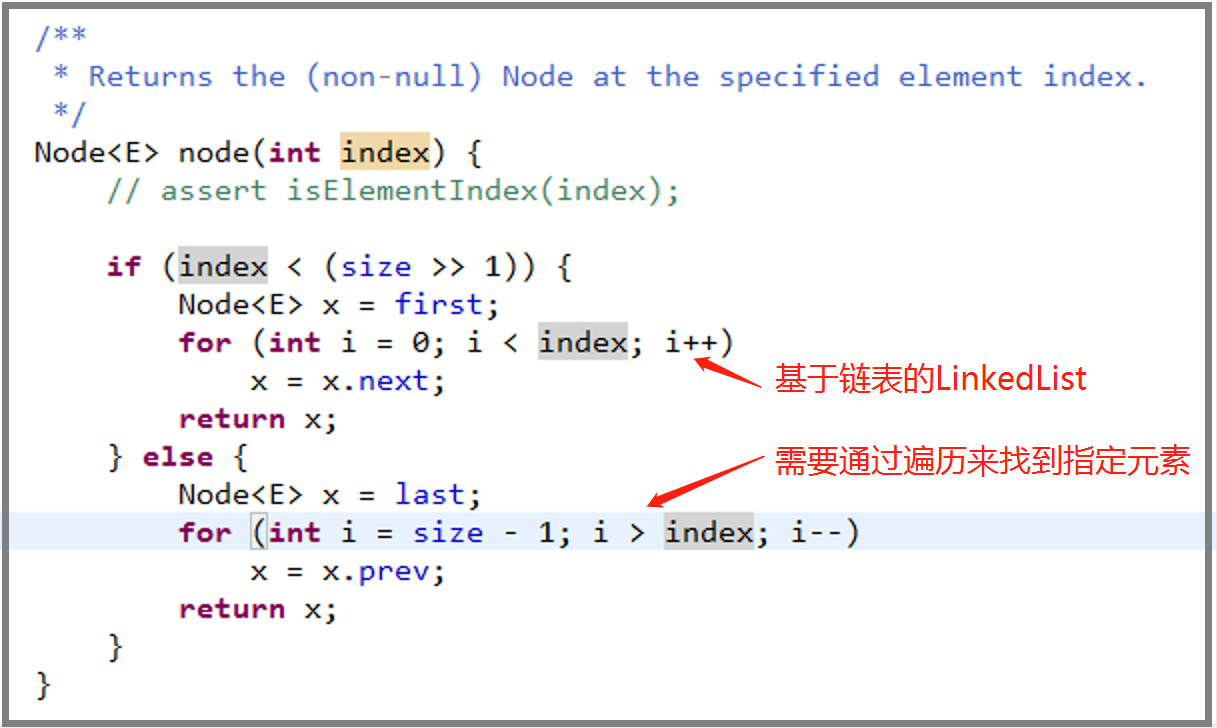 /**
 * Returns the (non-null) Node at the specified element index.
 */
Node<E> node(int index) {
    // assert isElementIndex(index);
    if (index < (size >> 1)) {
        Node<E> x = first;
        for (int i = 0; i < index; i++)
基于链表的LinkedList
            x = x.next;
        return x;
    } else {
需要通过遍历来找到指定元素
        Node<E> x = last;
        for (int i = size - 1; i > index; i--)
            x = x.prev;
        return x;
    }
}